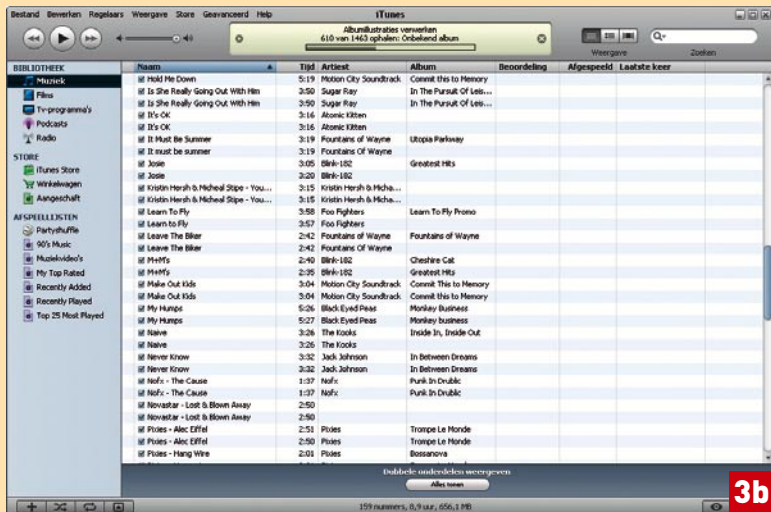 Bestand Bewerken Regelaars Weergave Store Geavanceerd Help
iTunes
Albumillustraties verwerken
610 van 1463 ophalen: Onbekend album
Weergave
Zoeken
BIBLIOTHEEK
Muziek
Films
Tv-programma's
Podcasts
Radio
STORE
iTunes Store
Winkelwagen
Aangeschaft
AFSPEELLIJSTEN
Partyshuffle
90's Music
Muziekvideo's
My Top Rated
Recently Added
Recently Played
Top 25 Most Played
Naam Tijd Artiest Album Beoordeling Afgespeeld Laatste keer
Hold Me Down 5:19 Motion City Soundtrack Commit this to Memory
Is She Really Going Out With Him 3:50 Sugar Ray In The Pursuit Of Leis...
Is She Really Going Out With Him 3:50 Sugar Ray In The Pursuit Of Leis...
It's OK 3:16 Atomic Kitten
It's OK 3:16 Atomic Kitten
It Must Be Summer 3:19 Fountains of Wayne Utopia Parkway
It must be summer 3:19 Fountains Of Wayne
Josie 3:05 Blink-182 Greatest Hits
Josie 3:20 Blink-182
Kristin Hersh & Micheal Stipe - You... 3:15 Kristin Hersh & Micha...
Kristin Hersh & Micheal Stipe - You... 3:15 Kristin Hersh & Micha...
Learn To Fly 3:58 Foo Fighters Learn To Fly Promo
Learn to Fly 3:57 Foo Fighters
Leave The Biker 2:42 Fountains of Wayne Fountains of Wayne
Leave The Biker 2:42 Fountains Of Wayne
M+M's 2:40 Blink-182 Cheshire Cat
M+M's 2:35 Blink-182 Greatest Hits
Make Out Kids 3:04 Motion City Soundtrack Commit This to Memory
Make Out Kids 3:04 Motion City Soundtrack Commit this to Memory
My Humps 5:26 Black Eyed Peas Monkey Business
My Humps 5:27 Black Eyed Peas Monkey business
Naive 3:26 The Kooks Inside In, Inside Out
Naive 3:26 The Kooks
Never Know 3:32 Jack Johnson In Between Dreams
Never Know 3:32 Jack Johnson In Between Dreams
Nofx - The Cause 1:37 Nofx Punk In Drublic
Nofx - The Cause 1:37 Nofx Punk In Drublic
Novastar - Lost & Blown Away 2:50
Novastar - Lost & Blown Away 2:50
Pixies - Alec Eiffel 2:51 Pixies Trompe Le Monde
Pixies - Alec Eiffel 2:50 Pixies Trompe Le Monde
Pixies - Hang Wire 2:01 Pixies Bossanova
Dubbele onderdelen weergeven
Alles tonen
159 nummers, 8,9 uur, 656,1 MB
3b